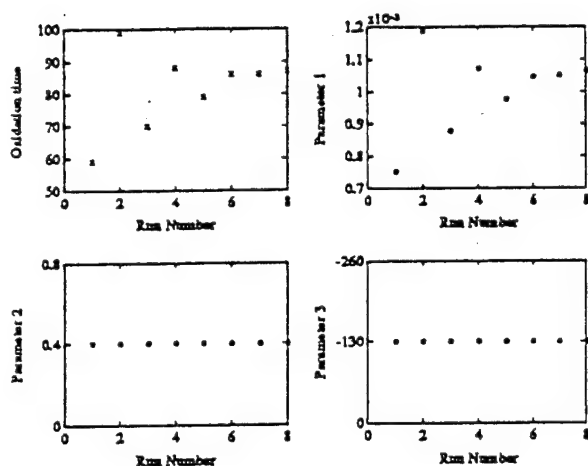 Oxidation time
100
90
80
70
60
50
0 2 4 6 8
Run Number
×10⁻³
Parameter 1
1.2
1.1
1
0.9
0.8
0.7
0 2 4 6 8
Run Number
Parameter 2
0.8
0.4
0
0 2 4 6 8
Run Number
Parameter 3
-260
-130
0
0 2 4 6 8
Run Number